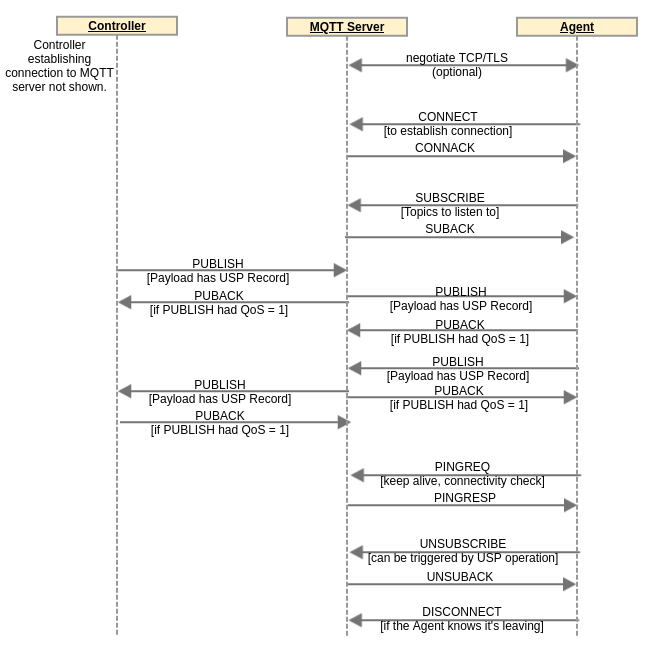 Controller
MQTT Server
Agent
Controller
establishing
connection to MQTT
server not shown.
negotiate TCP/TLS
(optional)
CONNECT
[to establish connection]
CONNACK
SUBSCRIBE
[Topics to listen to]
SUBACK
PUBLISH
[Payload has USP Record]
PUBACK
[if PUBLISH had QoS = 1]
PUBLISH
[Payload has USP Record]
PUBACK
[if PUBLISH had QoS = 1]
PUBLISH
[Payload has USP Record]
PUBLISH
[Payload has USP Record]
PUBACK
[if PUBLISH had QoS = 1]
PUBACK
[if PUBLISH had QoS = 1]
PINGREQ
[keep alive, connectivity check]
PINGRESP
UNSUBSCRIBE
[can be triggered by USP operation]
UNSUBACK
DISCONNECT
[if the Agent knows it's leaving]